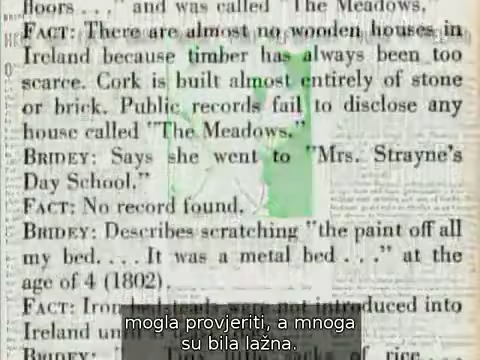 floors . . ." and was called "The Meadows."
FACT: There are almost no wooden houses in
Ireland because timber has always been too
scarce. Cork is built almost entirely of stone
or brick. Public records fail to disclose any
house called "The Meadows."
BRIDEY: Says she went to "Mrs. Strayne's
Day School."
FACT: No record found.
BRIDEY: Describes scratching "the paint off all
my bed. . . . It was a metal bed . . ." at the
age of 4 (1802).
FACT: Iron bedsteads were not introduced into
Ireland
BRIDEY: sacks of rice
mogla provjeriti, a mnoga
su bila lažna.